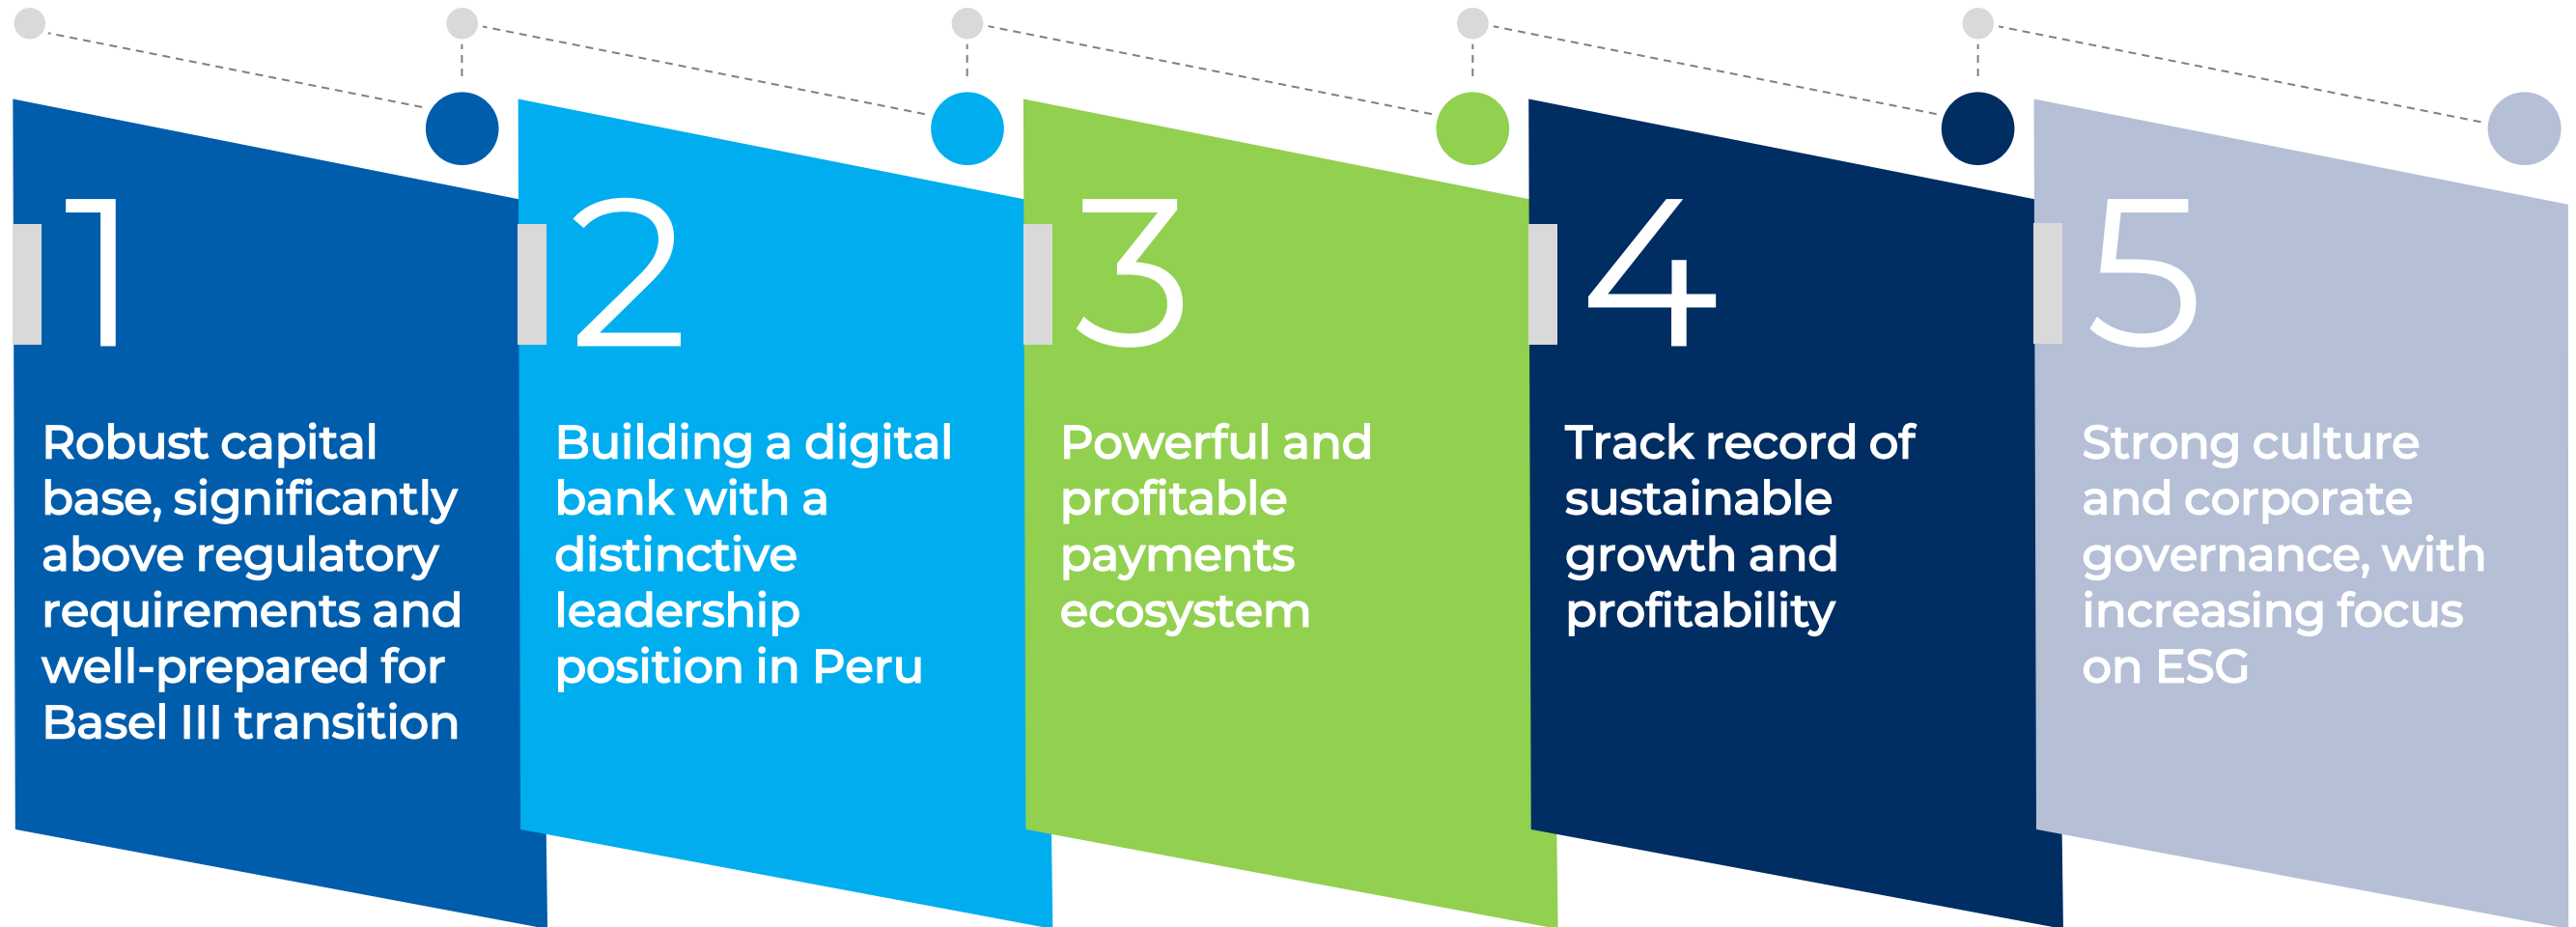 1
Robust capital
base, significantly
above regulatory
requirements and
well-prepared for
Basel III transition
2
Building a digital
bank with a
distinctive
leadership
position in Peru
3
Powerful and
profitable
payments
ecosystem
4
Track record of
sustainable
growth and
profitability
5
Strong culture
and corporate
governance, with
increasing focus
on ESG